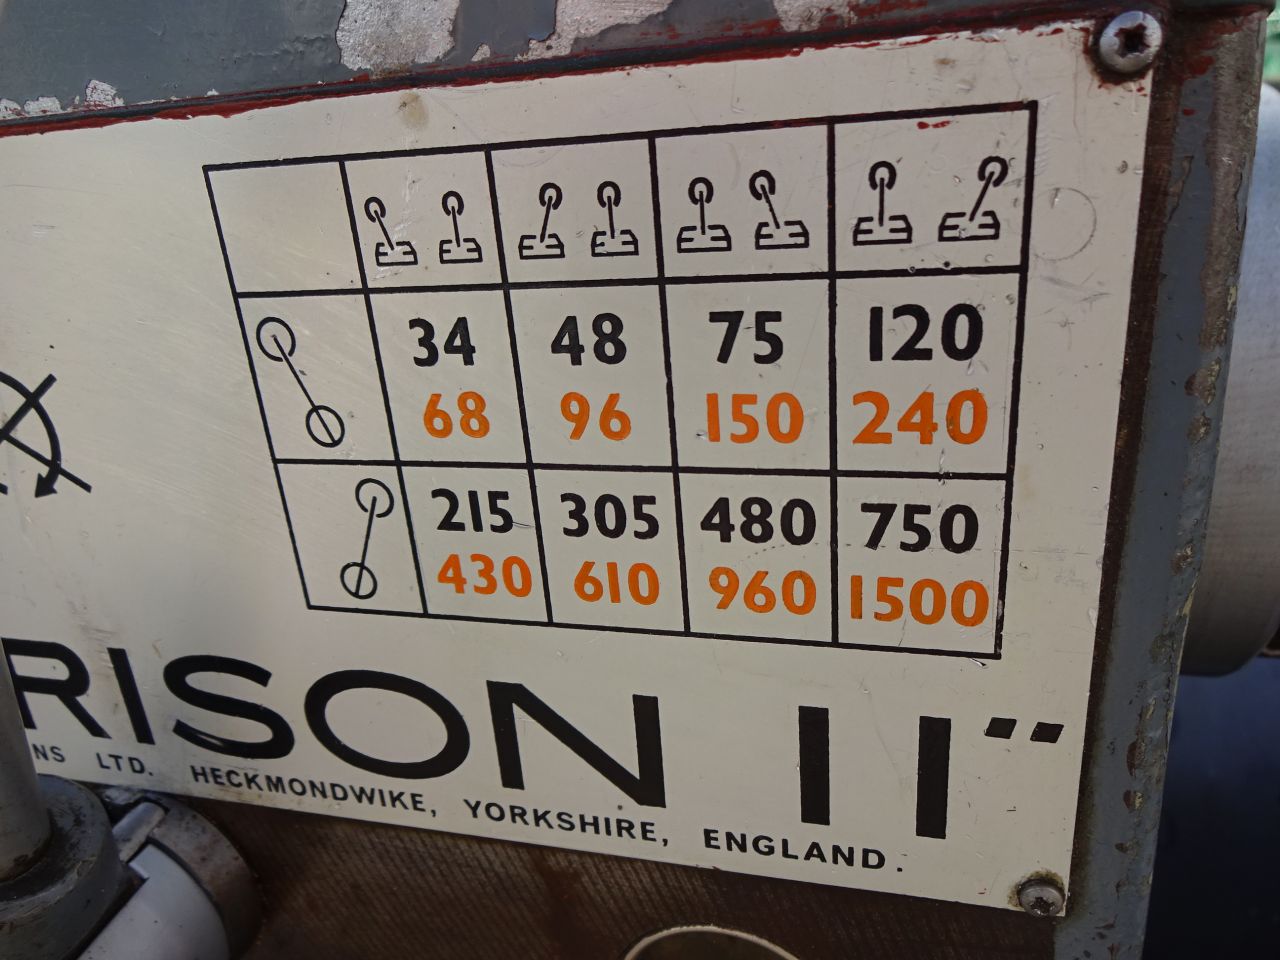 34 48 75 120
68 96 150 240
215 305 480 750
430 610 960 1500
RISON 11"
NS LTD. HECKMONDWIKE, YORKSHIRE, ENGLAND.